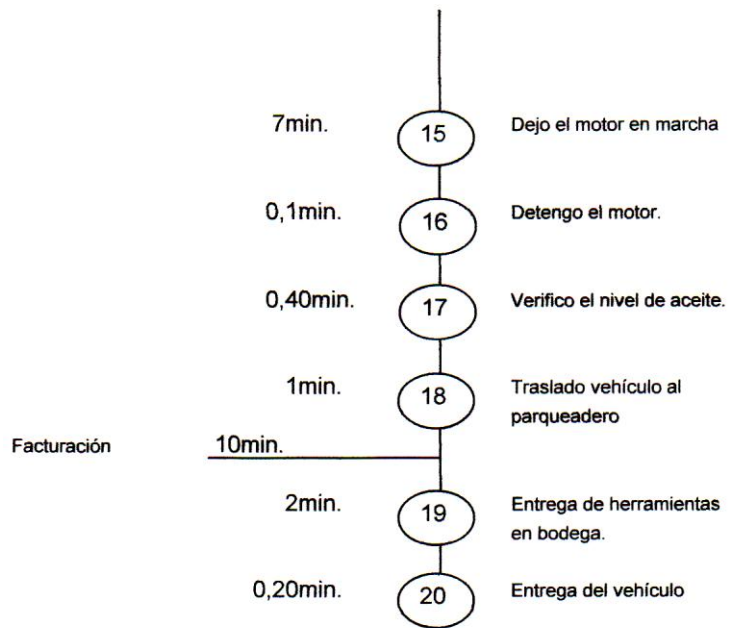 7min. 15 Dejo el motor en marcha
0,1min. 16 Detengo el motor.
0,40min. 17 Verifico el nivel de aceite.
1min. 18 Traslado vehículo al
parqueadero
Facturación 10min.
2min. 19 Entrega de herramientas
en bodega.
0,20min. 20 Entrega del vehículo